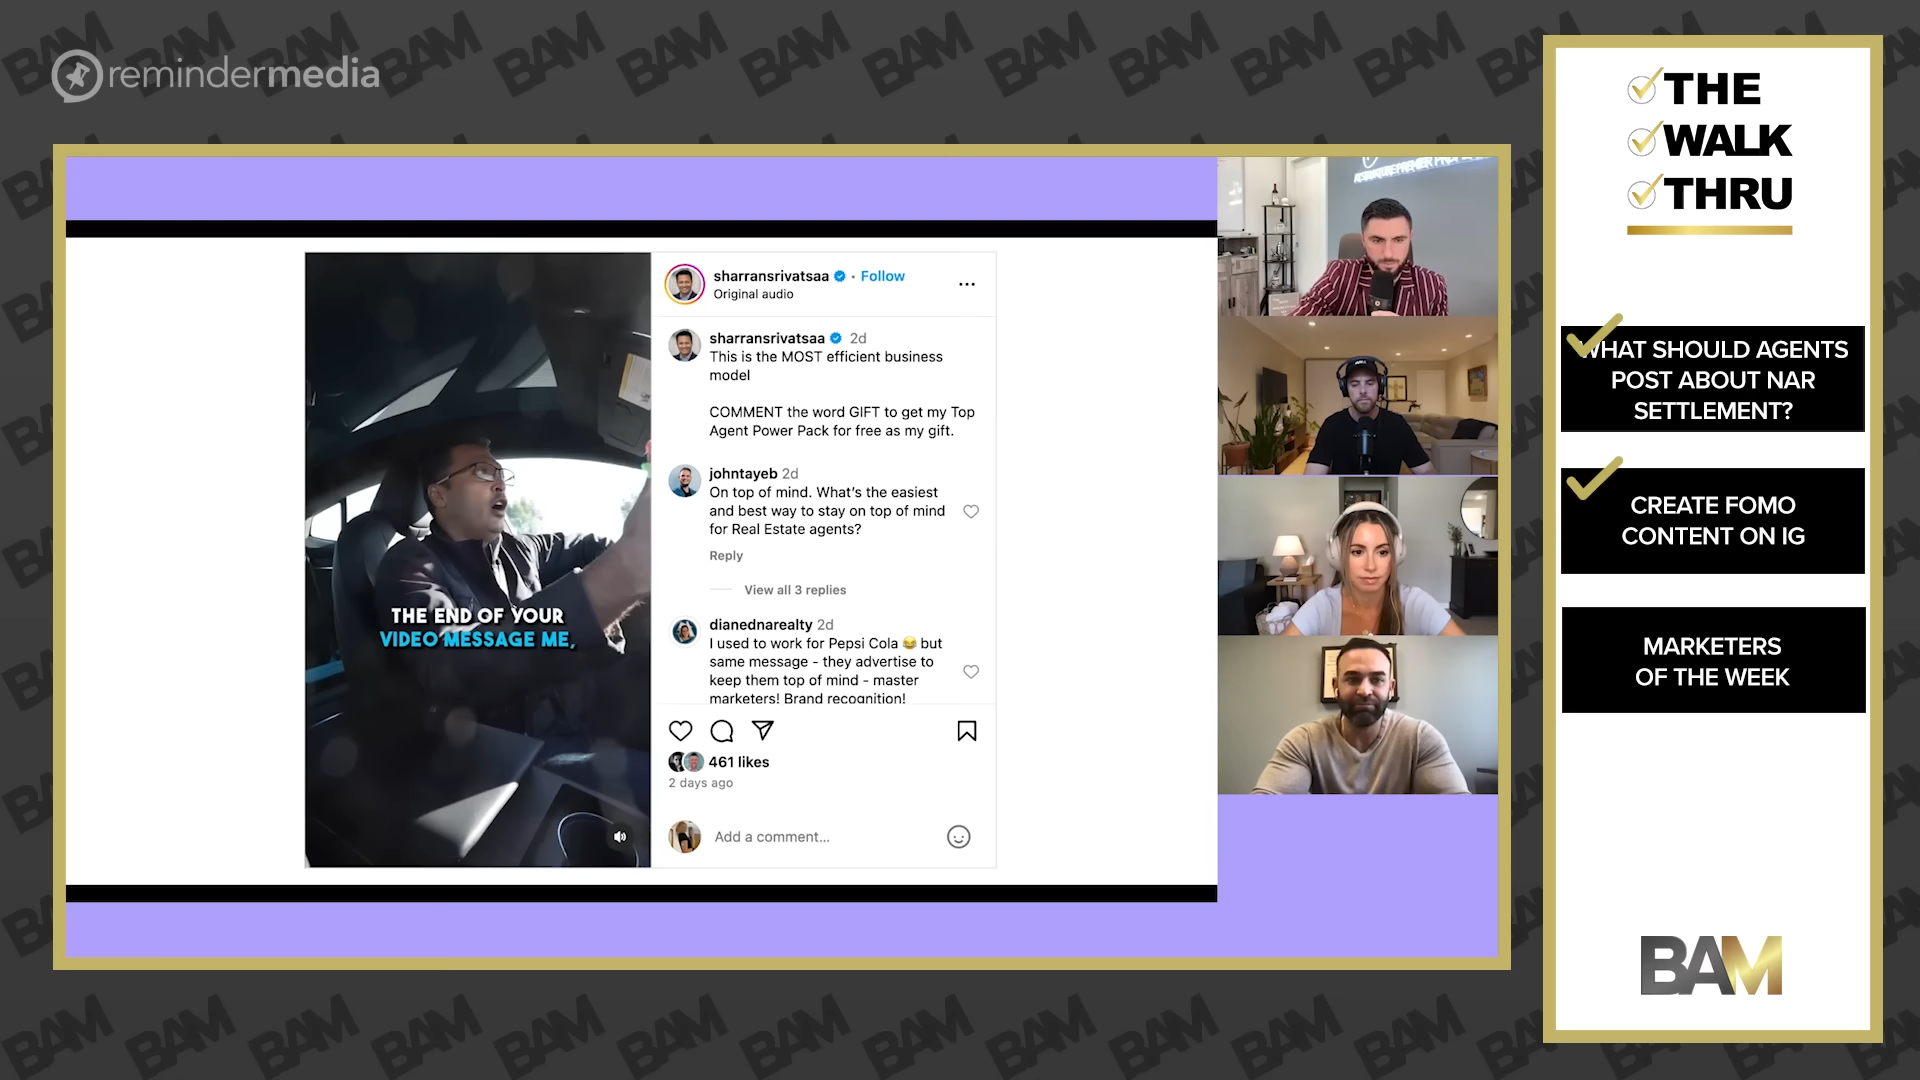 remindermedia
sharransrivatsaa • Follow
Original audio
sharransrivatsaa 2d
This is the MOST efficient business
model
COMMENT the word GIFT to get my Top
Agent Power Pack for free as my gift.
johntayeb 2d
On top of mind. What's the easiest
and best way to stay on top of mind
for Real Estate agents?
Reply
View all 3 replies
dianednarealty 2d
I used to work for Pepsi Cola 😂 but
same message - they advertise to
keep them top of mind - master
marketers! Brand recognition!
461 likes
2 days ago
Add a comment...
THE END OF YOUR
VIDEO MESSAGE ME,
THE
WALK
THRU
WHAT SHOULD AGENTS
POST ABOUT NAR
SETTLEMENT?
CREATE FOMO
CONTENT ON IG
MARKETERS
OF THE WEEK
BAM